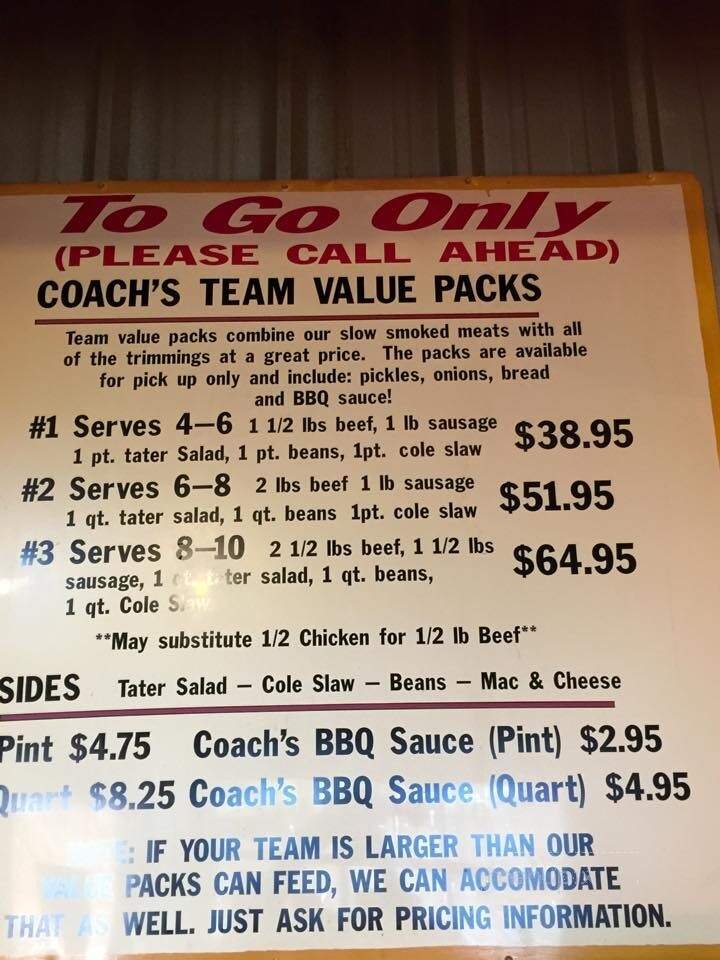 To Go Only
(PLEASE CALL AHEAD)
COACH'S TEAM VALUE PACKS
Team value packs combine our slow smoked meats with all
of the trimmings at a great price. The packs are available
for pick up only and include: pickles, onions, bread
and BBQ sauce!
#1 Serves 4–6 1 1/2 lbs beef, 1 lb sausage $38.95
1 pt. tater Salad, 1 pt. beans, 1pt. cole slaw
#2 Serves 6–8 2 lbs beef 1 lb sausage $51.95
1 qt. tater salad, 1 qt. beans 1pt. cole slaw
#3 Serves 8–10 2 1/2 lbs beef, 1 1/2 lbs $64.95
sausage, 1 qt. tater salad, 1 qt. beans,
1 qt. Cole Slaw
**May substitute 1/2 Chicken for 1/2 lb Beef**
SIDES Tater Salad – Cole Slaw – Beans – Mac & Cheese
Pint $4.75 Coach's BBQ Sauce (Pint) $2.95
Quart $8.25 Coach's BBQ Sauce (Quart) $4.95
: IF YOUR TEAM IS LARGER THAN OUR
VALUE PACKS CAN FEED, WE CAN ACCOMODATE
THAT AS WELL. JUST ASK FOR PRICING INFORMATION.